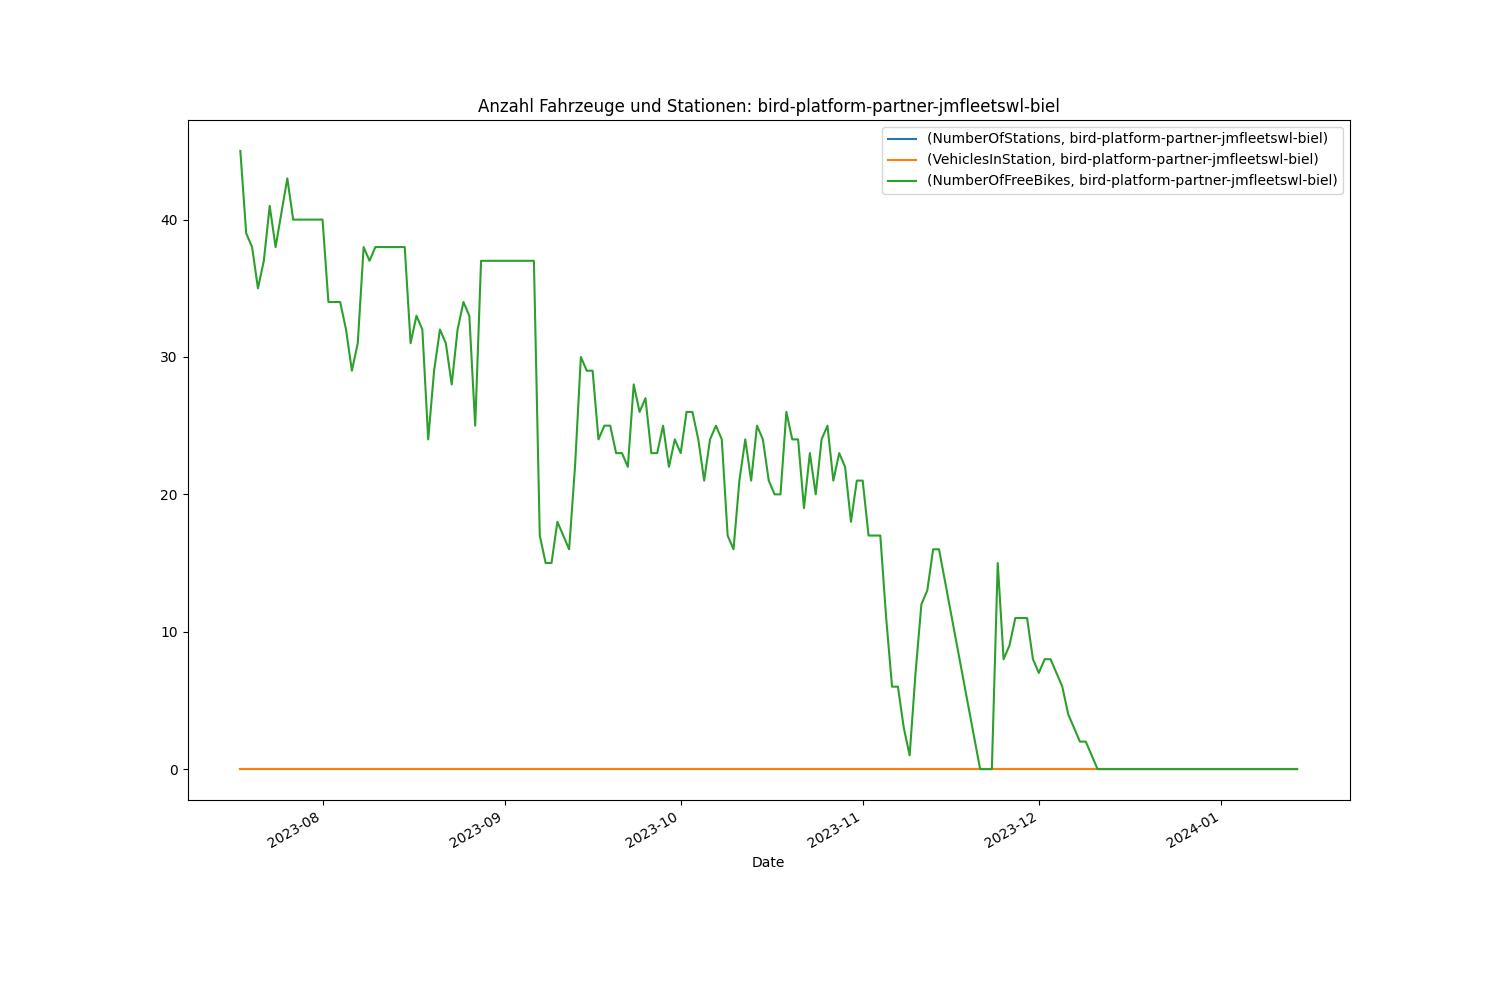 Anzahl Fahrzeuge und Stationen: bird-platform-partner-jmfleetswl-biel
(NumberOfStations, bird-platform-partner-jmfleetswl-biel)
(VehiclesInStation, bird-platform-partner-jmfleetswl-biel)
(NumberOfFreeBikes, bird-platform-partner-jmfleetswl-biel)
40
30
20
10
0
2023-08
2023-09
2023-10
2023-11
2023-12
2024-01
Date